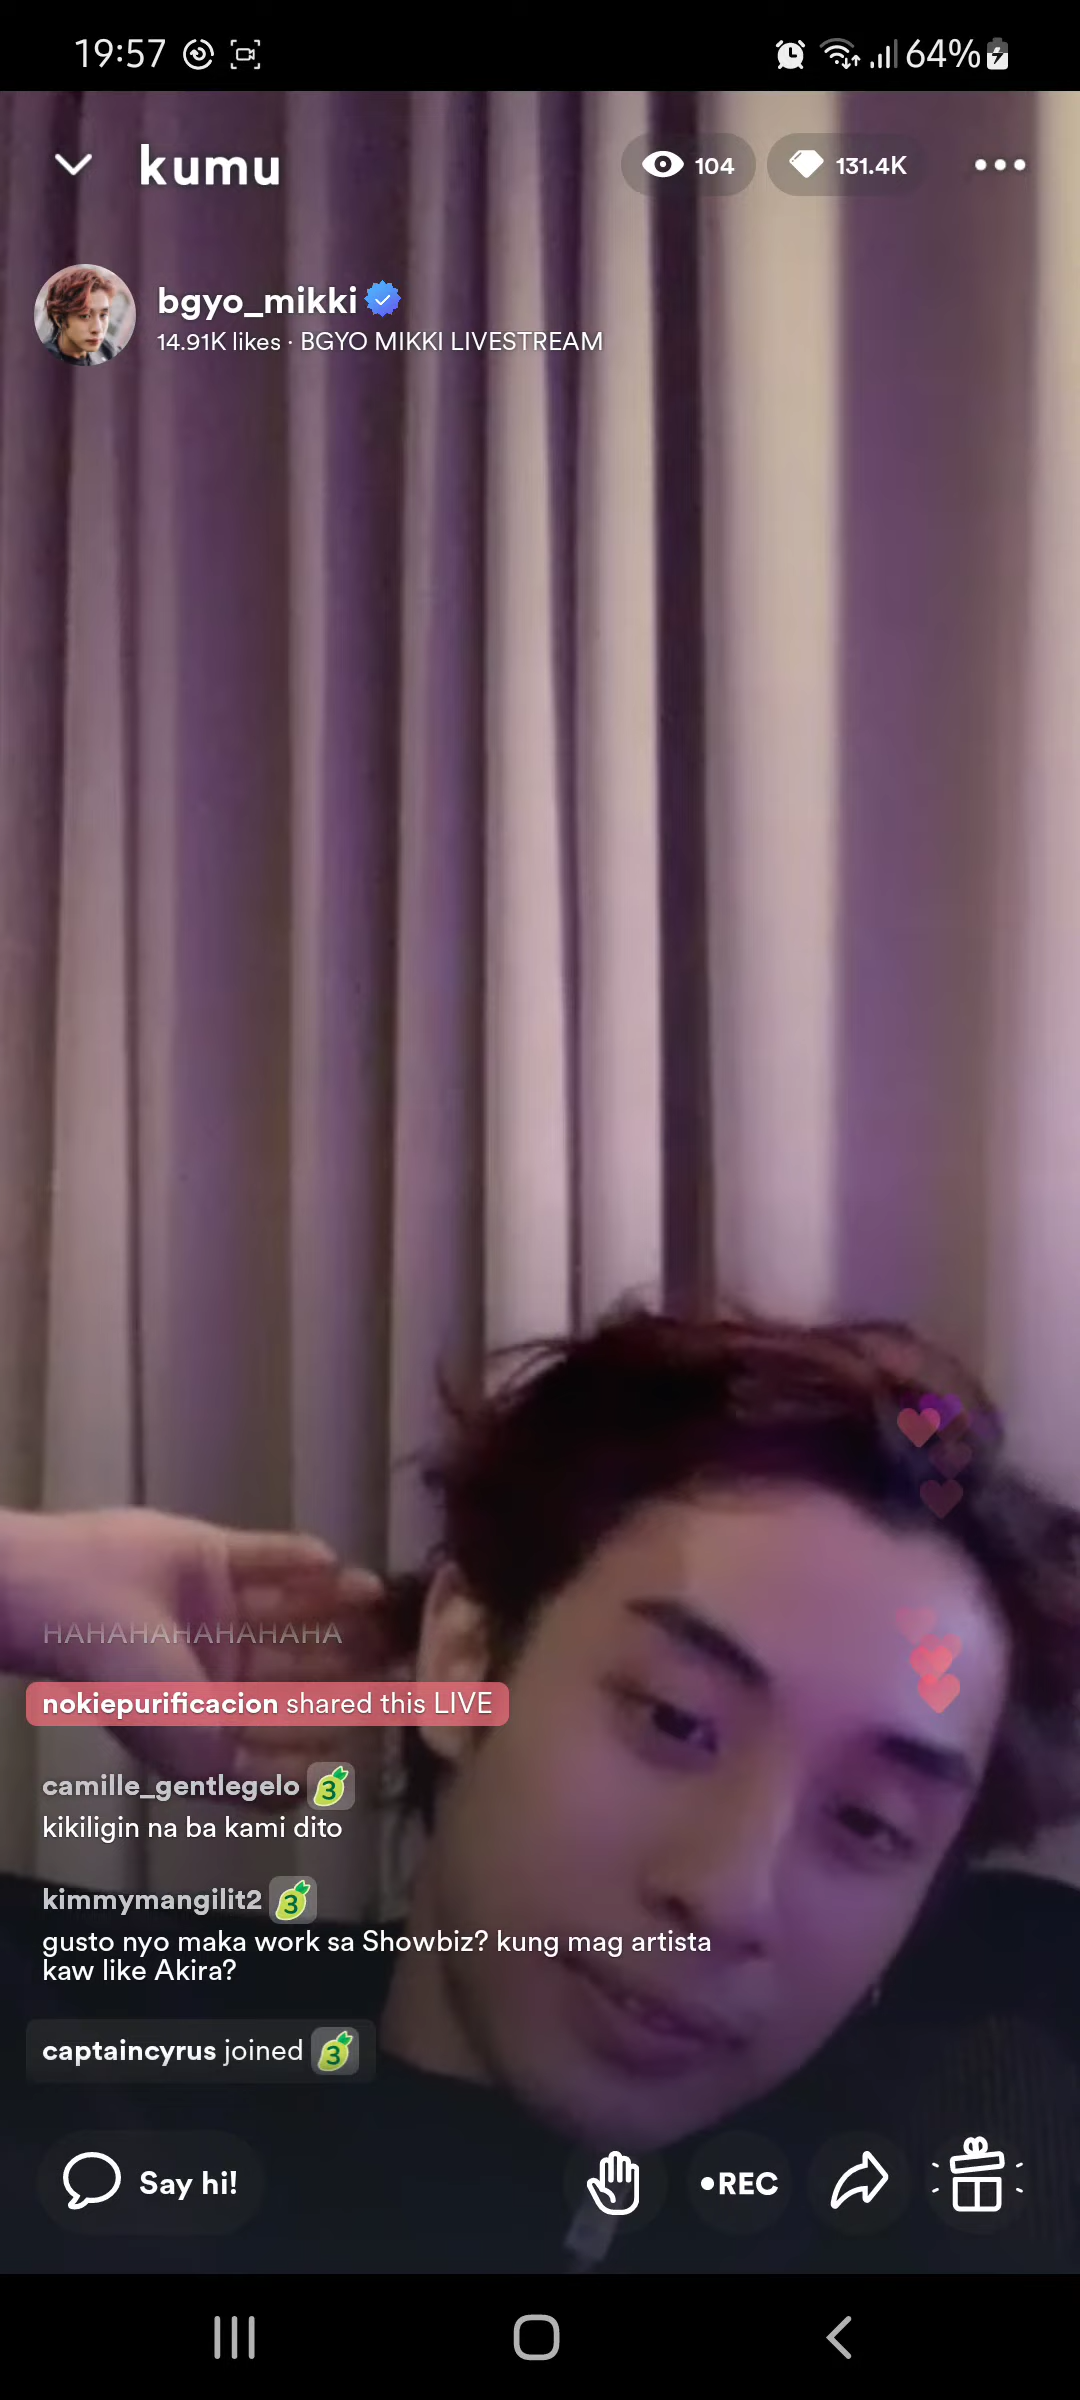 19:57
64%
kumu
104
131.4K
bgyo_mikki
14.91K likes · BGYO MIKKI LIVESTREAM
HAHAHAHAHAHAHA
nokiepurificacion shared this LIVE
camille_gentlegelo 3
kikiligin na ba kami dito
kimmymangilit2 3
gusto nyo maka work sa Showbiz? kung mag artista
kaw like Akira?
captaincyrus joined 3
Say hi!
•REC